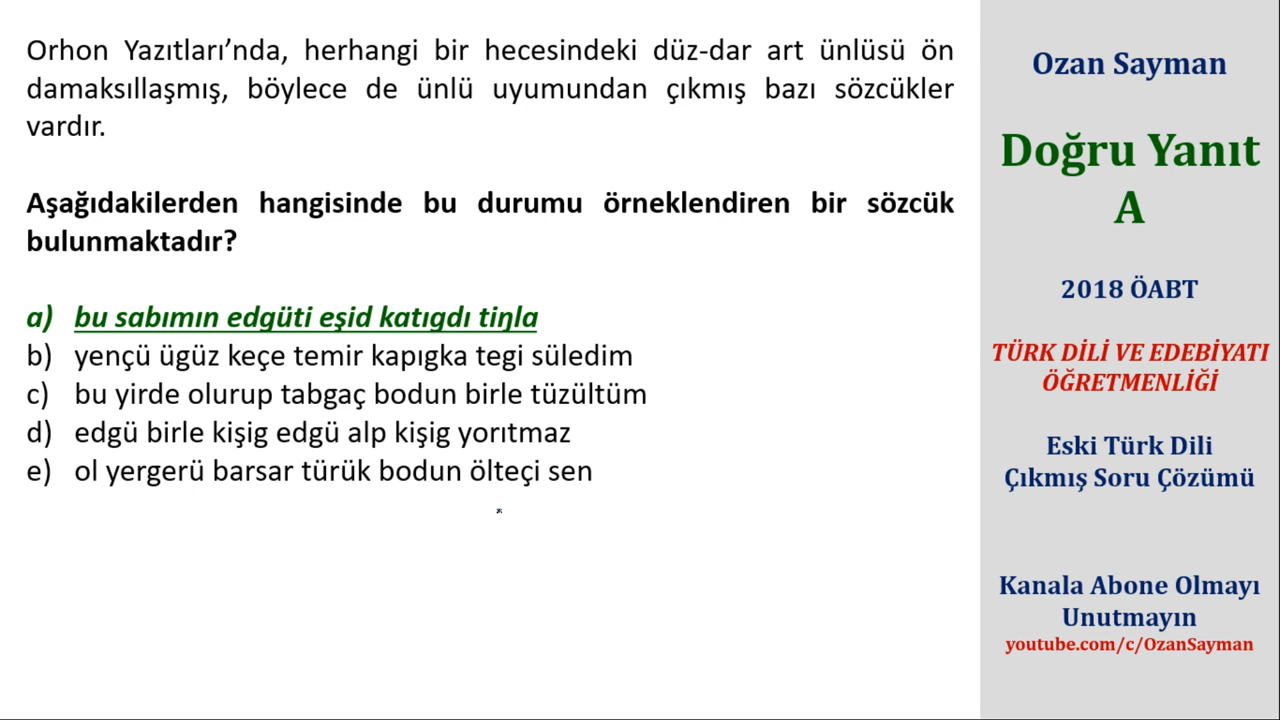 Orhon Yazıtları’nda, herhangi bir hecesindeki düz-dar art ünlüsü ön
damaksıllaşmış, böylece de ünlü uyumundan çıkmış bazı sözcükler
vardır.
Aşağıdakilerden hangisinde bu durumu örneklendiren bir sözcük
bulunmaktadır?
a) bu sabımın edgüti eşid katıgdı tiŋla
b) yençü ügüz keçe temir kapıgka tegi süledim
c) bu yirde olurup tabgaç bodun birle tüzültüm
d) edgü birle kişig edgü alp kişig yorıtmaz
e) ol yergerü barsar türük bodun ölteçi sen
Ozan Sayman
Doğru Yanıt
A
2018 ÖABT
TÜRK DİLİ VE EDEBİYATI
ÖĞRETMENLİĞİ
Eski Türk Dili
Çıkmış Soru Çözümü
Kanala Abone Olmayı
Unutmayın
youtube.com/c/OzanSayman